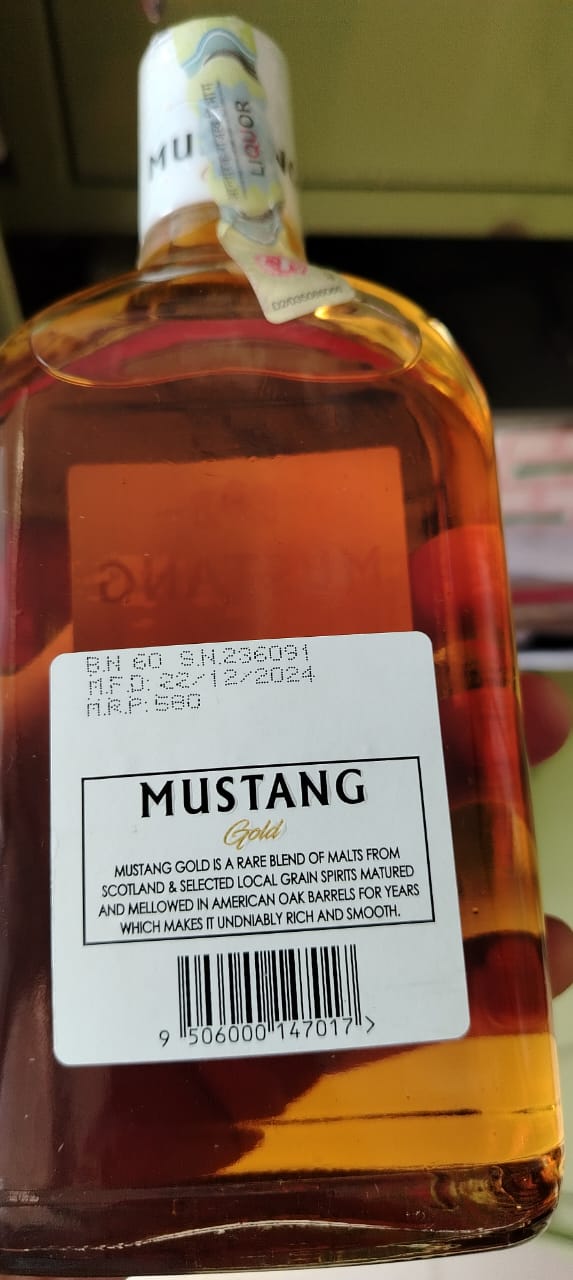 LIQUOR
B.N 60 S.N.236091
M.F.D: 22/12/2024
M.R.P: 580
MUSTANG
Gold
MUSTANG GOLD IS A RARE BLEND OF MALTS FROM
SCOTLAND & SELECTED LOCAL GRAIN SPIRITS MATURED
AND MELLOWED IN AMERICAN OAK BARRELS FOR YEARS
WHICH MAKES IT UNDNIABLY RICH AND SMOOTH.
9 506000 147017 >